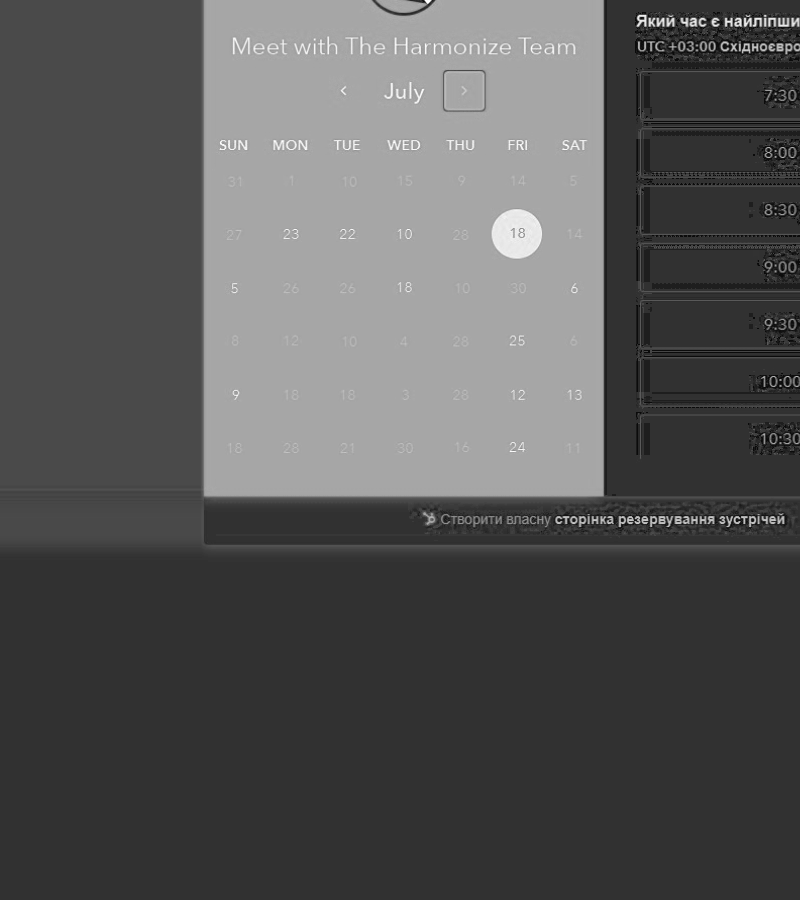 Meet with The Harmonize Team
July
SUN MON TUE WED THU FRI SAT
31 1 10 15 9 14 5
27 23 22 10 28 18 14
5 26 26 18 10 30 6
8 12 10 4 28 25 6
9 18 18 3 28 12 13
18 28 21 30 16 24 11
Створити власну сторінка резервування зустрічей
Який час є
UTC +03:00
7:30
8:00
8:30
9:00
9:30
10:00
10:30